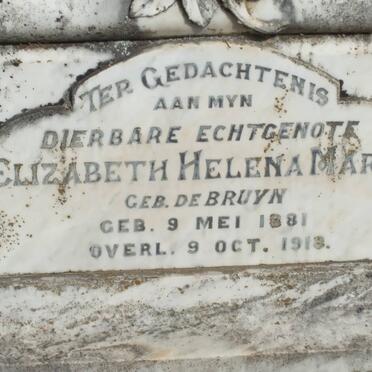 TER GEDACHTENIS
AAN MYN
DIERBARE ECHTGENOTE
ELIZABETH HELENA MAR
GEB. DE BRUYN
GEB. 9 MEI 1881
OVERL. 9 OCT. 1918.